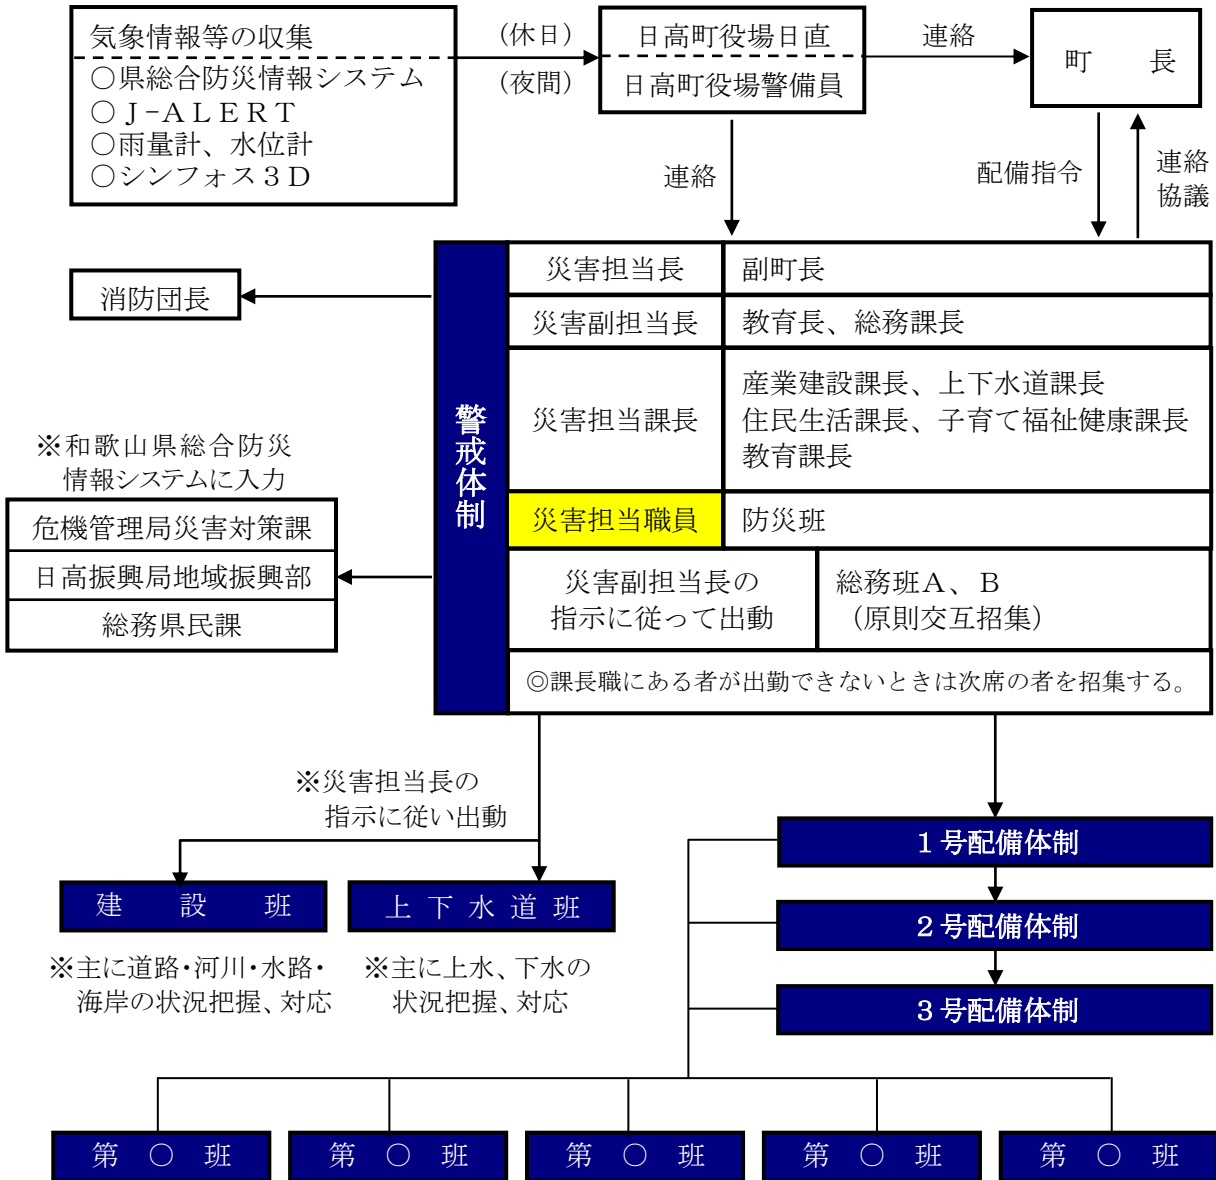 気象情報等の収集
○県総合防災情報システム
○J-ALERT
○雨量計、水位計
○シンフォス3D
(休日)
(夜間)
日高町役場日直
日高町役場警備員
連絡
町　長
連絡
配備指令
連絡
協議
消防団長
※和歌山県総合防災
情報システムに入力
危機管理局災害対策課
日高振興局地域振興部
総務県民課
警戒体制
災害担当長
副町長
災害副担当長
教育長、総務課長
災害担当課長
産業建設課長、上下水道課長
住民生活課長、子育て福祉健康課長
教育課長
災害担当職員
防災班
災害副担当長の
指示に従って出動
総務班A、B
(原則交互招集)
◎課長職にある者が出勤できないときは次席の者を招集する。
※災害担当長の
指示に従い出動
建設班
上下水道班
※主に道路・河川・水路・
海岸の状況把握、対応
※主に上水、下水の
状況把握、対応
1号配備体制
2号配備体制
3号配備体制
第○班
第○班
第○班
第○班
第○班